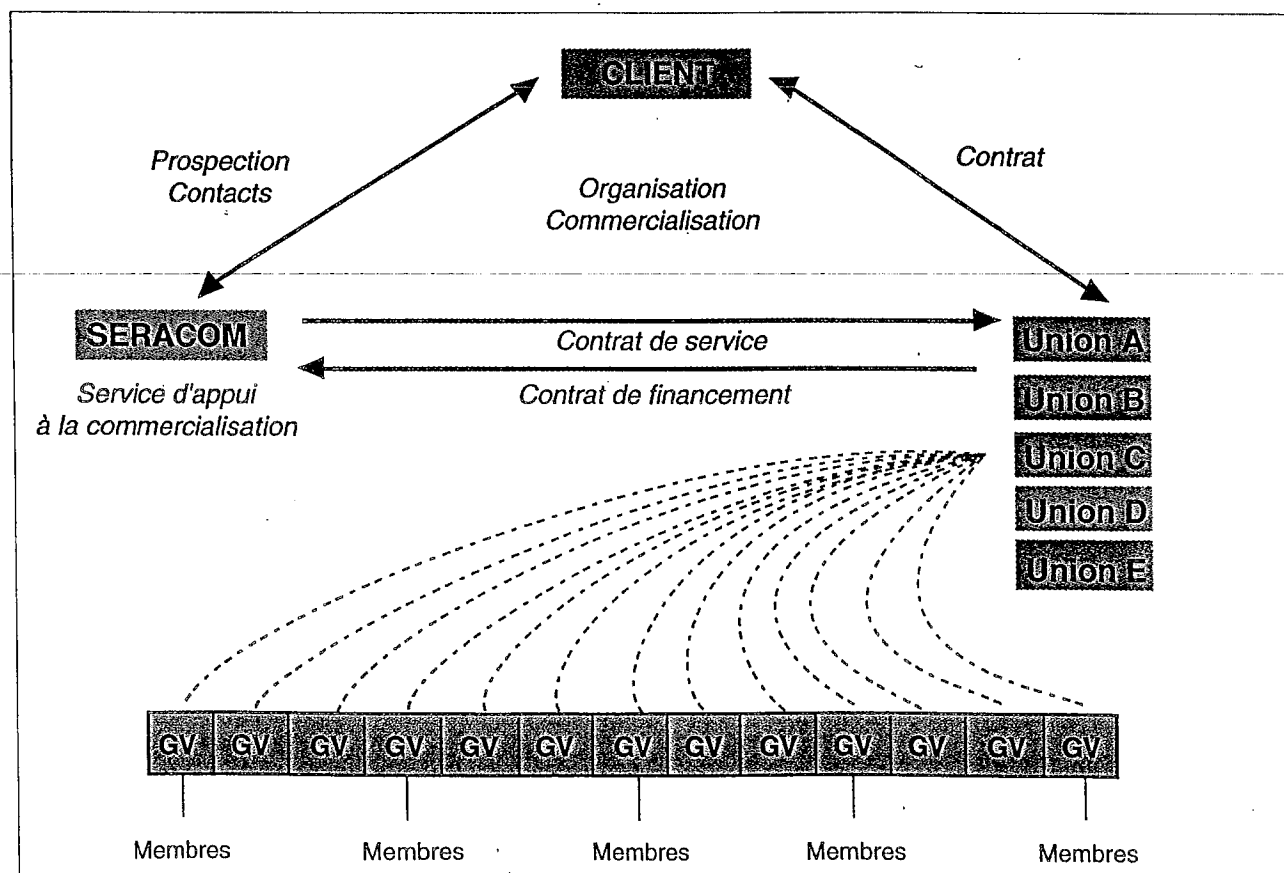 CLIENT
Prospection
Contacts
Contrat
Organisation
Commercialisation
SERACOM
Contrat de service
Union A
Service d'appui
à la commercialisation
Contrat de financement
Union B
Union C
Union D
Union E
GV GV GV GV GV GV GV GV GV GV GV GV GV
Membres Membres Membres Membres Membres